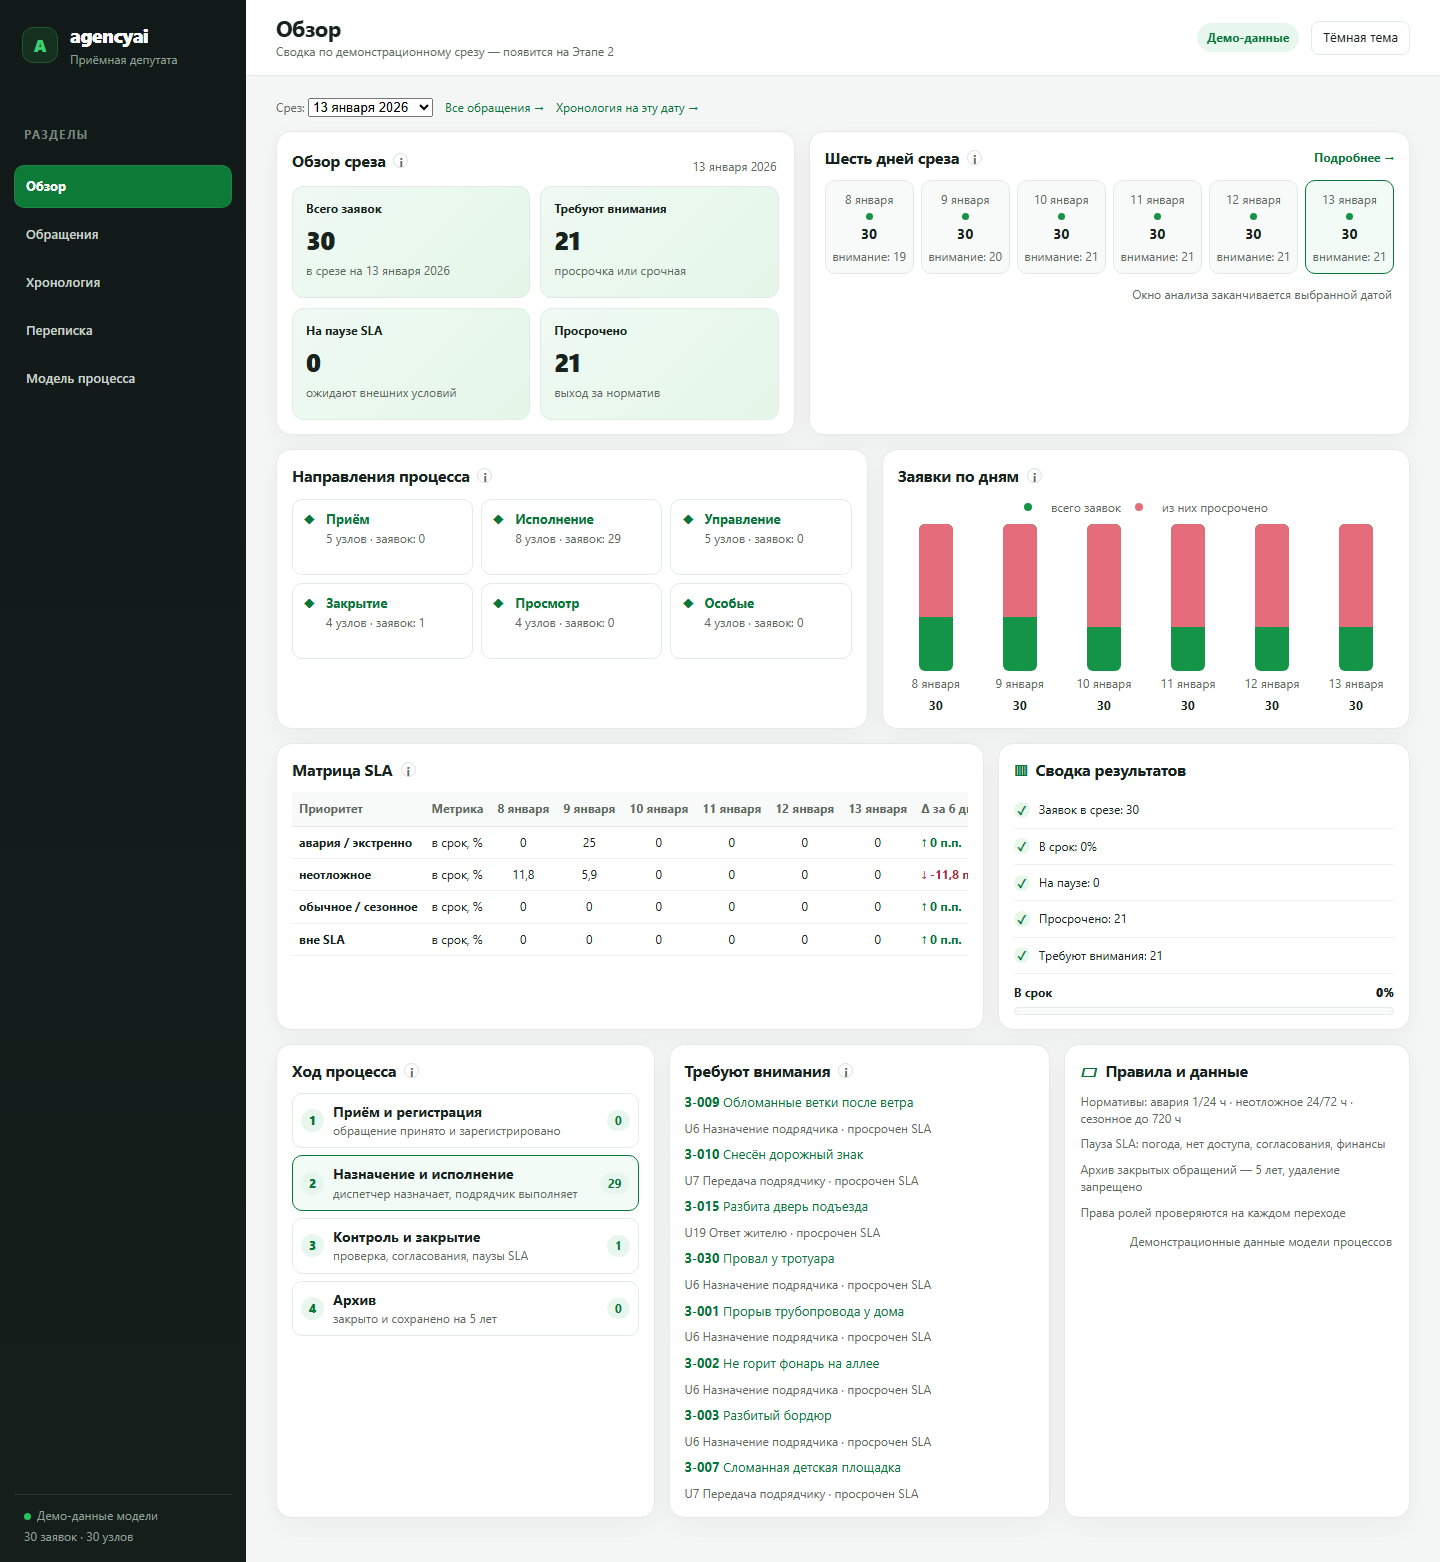 A
agencyai
Приёмная депутата
РАЗДЕЛЫ
Обзор
Обращения
Хронология
Переписка
Модель процесса
Демо-данные модели
30 заявок · 30 узлов
Обзор
Сводка по демонстрационному срезу — появится на Этапе 2
Демо-данные
Тёмная тема
Срез: 13 января 2026 Все обращения → Хронология на эту дату →
Обзор среза i
13 января 2026
Всего заявок
30
в срезе на 13 января 2026
Требуют внимания
21
просрочка или срочная
На паузе SLA
0
ожидают внешних условий
Просрочено
21
выход за норматив
Шесть дней среза i
Подробнее →
8 января 9 января 10 января 11 января 12 января 13 января
30 30 30 30 30 30
внимание: 19 внимание: 20 внимание: 21 внимание: 21 внимание: 21 внимание: 21
Окно анализа заканчивается выбранной датой
Направления процесса i
Приём
5 узлов · заявок: 0
Исполнение
8 узлов · заявок: 29
Управление
5 узлов · заявок: 0
Закрытие
4 узлов · заявок: 1
Просмотр
4 узлов · заявок: 0
Особые
4 узлов · заявок: 0
Заявки по дням i
всего заявок из них просрочено
8 января 9 января 10 января 11 января 12 января 13 января
30 30 30 30 30 30
Матрица SLA i
Приоритет Метрика 8 января 9 января 10 января 11 января 12 января 13 января Δ за 6 д
авария / экстренно в срок, % 0 25 0 0 0 0 ↑ 0 п.п.
неотложное в срок, % 11,8 5,9 0 0 0 0 ↓ -11,8 п
обычное / сезонное в срок, % 0 0 0 0 0 0 ↑ 0 п.п.
вне SLA в срок, % 0 0 0 0 0 0 ↑ 0 п.п.
Сводка результатов
✓ Заявок в срезе: 30
✓ В срок: 0%
✓ На паузе: 0
✓ Просрочено: 21
✓ Требуют внимания: 21
В срок 0%
Ход процесса i
1 Приём и регистрация 0
обращение принято и зарегистрировано
2 Назначение и исполнение 29
диспетчер назначает, подрядчик выполняет
3 Контроль и закрытие 1
проверка, согласования, паузы SLA
4 Архив 0
закрыто и сохранено на 5 лет
Требуют внимания i
З-009 Обломанные ветки после ветра
U6 Назначение подрядчика · просрочен SLA
З-010 Снесён дорожный знак
U7 Передача подрядчику · просрочен SLA
З-015 Разбита дверь подъезда
U19 Ответ жителю · просрочен SLA
З-030 Провал у тротуара
U6 Назначение подрядчика · просрочен SLA
З-001 Прорыв трубопровода у дома
U6 Назначение подрядчика · просрочен SLA
З-002 Не горит фонарь на аллее
U6 Назначение подрядчика · просрочен SLA
З-003 Разбитый бордюр
U6 Назначение подрядчика · просрочен SLA
З-007 Сломанная детская площадка
U7 Передача подрядчику · просрочен SLA
Правила и данные
Нормативы: авария 1/24 ч · неотложное 24/72 ч ·
сезонное до 720 ч
Пауза SLA: погода, нет доступа, согласования, финансы
Архив закрытых обращений — 5 лет, удаление
запрещено
Права ролей проверяются на каждом переходе
Демонстрационные данные модели процессов